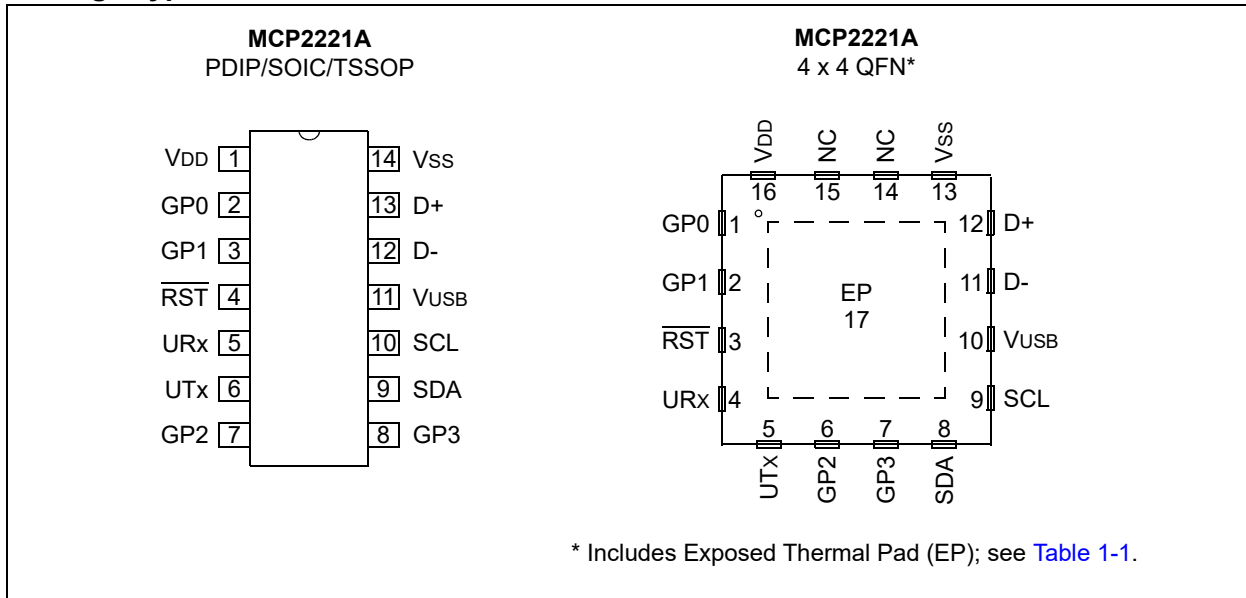 MCP2221A
PDIP/SOIC/TSSOP
VDD 1
14 VSS
GP0 2
13 D+
GP1 3
12 D-
RST 4
11 VUSB
URx 5
10 SCL
UTx 6
9 SDA
GP2 7
8 GP3
MCP2221A
4 x 4 QFN*
VDD
NC
NC
VSS
16
15
14
13
GP0 1
12 D+
GP1 2
11 D-
EP
17
RST 3
10 VUSB
URx 4
9 SCL
5
6
7
8
UTx
GP2
GP3
SDA
* Includes Exposed Thermal Pad (EP); see Table 1-1.